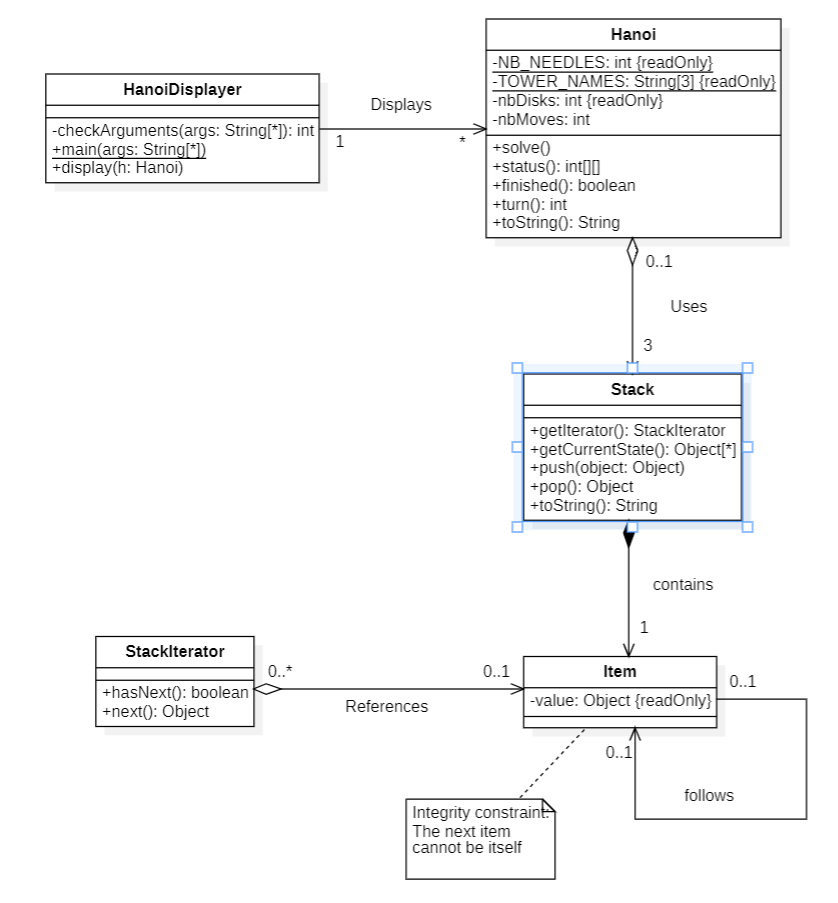 Hanoi
-NB_NEEDLES: int {readOnly}
-TOWER_NAMES: String[3] {readOnly}
-nbDisks: int {readOnly}
-nbMoves: int
+solve()
+status(): int[][]
+finished(): boolean
+turn(): int
+toString(): String
HanoiDisplayer
-checkArguments(args: String[*]): int
+main(args: String[*])
+display(h: Hanoi)
Displays
1
*
0..1
Uses
3
Stack
+getIterator(): StackIterator
+getCurrentState(): Object[*]
+push(object: Object)
+pop(): Object
+toString(): String
contains
1
StackIterator
+hasNext(): boolean
+next(): Object
0..*
0..1
References
Item
-value: Object {readOnly}
0..1
0..1
follows
Integrity constraint:
The next item
cannot be itself